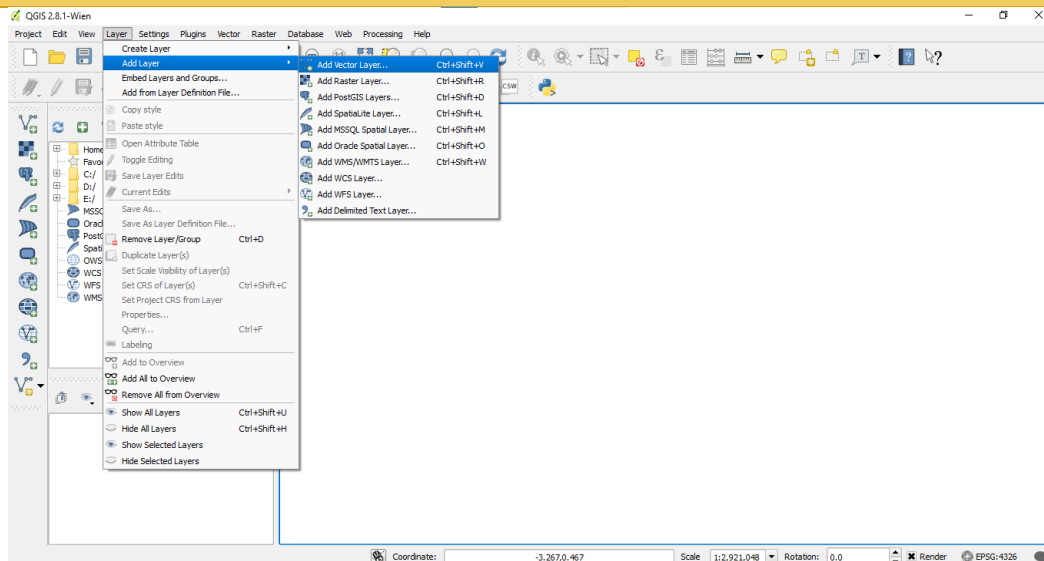 QGIS 2.8.1-Wien
Project Edit View Layer Settings Plugins Vector Raster Database Web Processing Help
Create Layer
Add Layer
Embed Layers and Groups...
Add from Layer Definition File...
Copy style
Paste style
Open Attribute Table
Toggle Editing
Save Layer Edits
Current Edits
Save As...
Save As Layer Definition File...
Remove Layer/Group Ctrl+D
Duplicate Layer(s)
Set Scale Visibility of Layer(s)
Set CRS of Layer(s) Ctrl+Shift+C
Set Project CRS from Layer
Properties...
Query... Ctrl+F
Labeling
Add to Overview
Add All to Overview
Remove All from Overview
Show All Layers Ctrl+Shift+U
Hide All Layers Ctrl+Shift+H
Show Selected Layers
Hide Selected Layers
Add Vector Layer... Ctrl+Shift+V
Add Raster Layer... Ctrl+Shift+R
Add PostGIS Layers... Ctrl+Shift+D
Add SpatiaLite Layer... Ctrl+Shift+L
Add MSSQL Spatial Layer... Ctrl+Shift+M
Add Oracle Spatial Layer... Ctrl+Shift+O
Add WMS/WMTS Layer... Ctrl+Shift+W
Add WCS Layer...
Add WFS Layer...
Add Delimited Text Layer...
CSW
Home
Favo
C:/
D:/
E:/
MSSQ
Orac
Post
Spati
OWS
WCS
WFS
WMS
Coordinate: -3.267,0.467 Scale 1:2,921,048 Rotation: 0.0 Render EPSG:4326